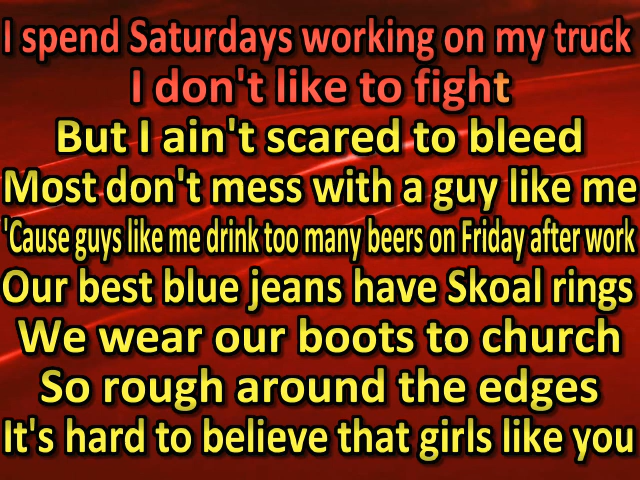 I spend Saturdays working on my truck
I don't like to fight
But I ain't scared to bleed
Most don't mess with a guy like me
'Cause guys like me drink too many beers on Friday after work
Our best blue jeans have Skoal rings
We wear our boots to church
So rough around the edges
It's hard to believe that girls like you